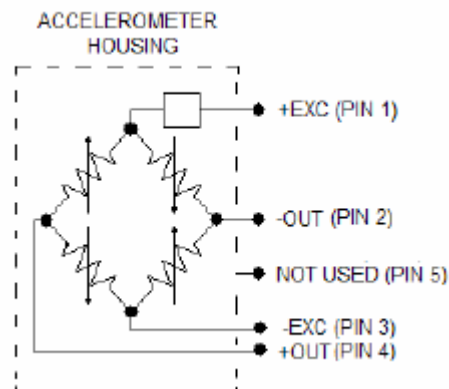 ACCELEROMETER
HOUSING
+EXC (PIN 1)
-OUT (PIN 2)
NOT USED (PIN 5)
-EXC (PIN 3)
+OUT (PIN 4)